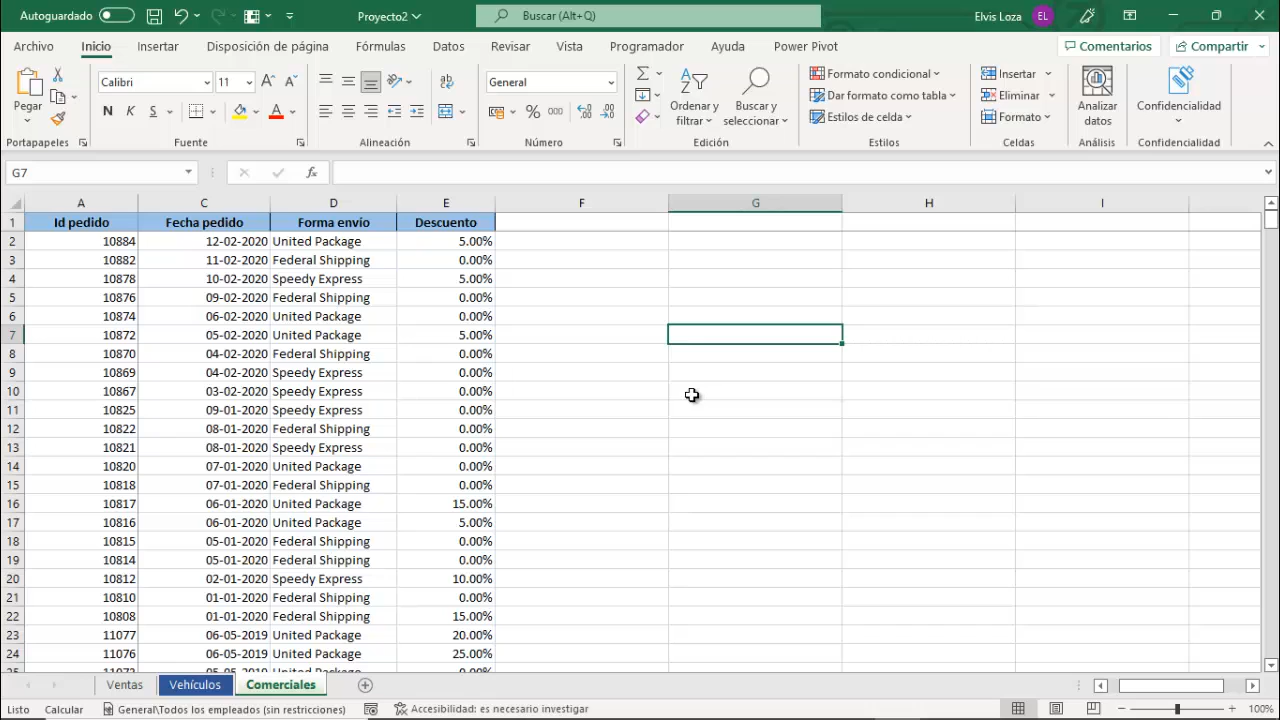 Autoguardado
Proyecto2
Buscar (Alt+Q)
Elvis Loza
EL
Archivo Inicio Insertar Disposición de página Fórmulas Datos Revisar Vista Programador Ayuda Power Pivot
Comentarios
Compartir
Pegar
Portapapeles
Calibri 11
N K S
Fuente
Alineación
General
% 000
Número
Ordenar y filtrar
Buscar y seleccionar
Edición
Formato condicional
Dar formato como tabla
Estilos de celda
Estilos
Insertar
Eliminar
Formato
Celdas
Analizar datos
Análisis
Confidencialidad
Confidencialidad
G7
fx
A C D E F G H I
1 Id pedido Fecha pedido Forma envío Descuento
2 10884 12-02-2020 United Package 5.00%
3 10882 11-02-2020 Federal Shipping 0.00%
4 10878 10-02-2020 Speedy Express 5.00%
5 10876 09-02-2020 Federal Shipping 0.00%
6 10874 06-02-2020 United Package 0.00%
7 10872 05-02-2020 United Package 5.00%
8 10870 04-02-2020 Federal Shipping 0.00%
9 10869 04-02-2020 Speedy Express 0.00%
10 10867 03-02-2020 Speedy Express 0.00%
11 10825 09-01-2020 Speedy Express 0.00%
12 10822 08-01-2020 Federal Shipping 0.00%
13 10821 08-01-2020 Speedy Express 0.00%
14 10820 07-01-2020 United Package 0.00%
15 10818 07-01-2020 Federal Shipping 0.00%
16 10817 06-01-2020 United Package 15.00%
17 10816 06-01-2020 United Package 5.00%
18 10815 05-01-2020 Federal Shipping 0.00%
19 10814 05-01-2020 Federal Shipping 0.00%
20 10812 02-01-2020 Speedy Express 10.00%
21 10810 01-01-2020 Federal Shipping 0.00%
22 10808 01-01-2020 Federal Shipping 15.00%
23 11077 06-05-2019 United Package 20.00%
24 11076 06-05-2019 United Package 25.00%
Ventas Vehículos Comerciales
Listo Calcular General\Todos los empleados (sin restricciones) Accesibilidad: es necesario investigar 100%